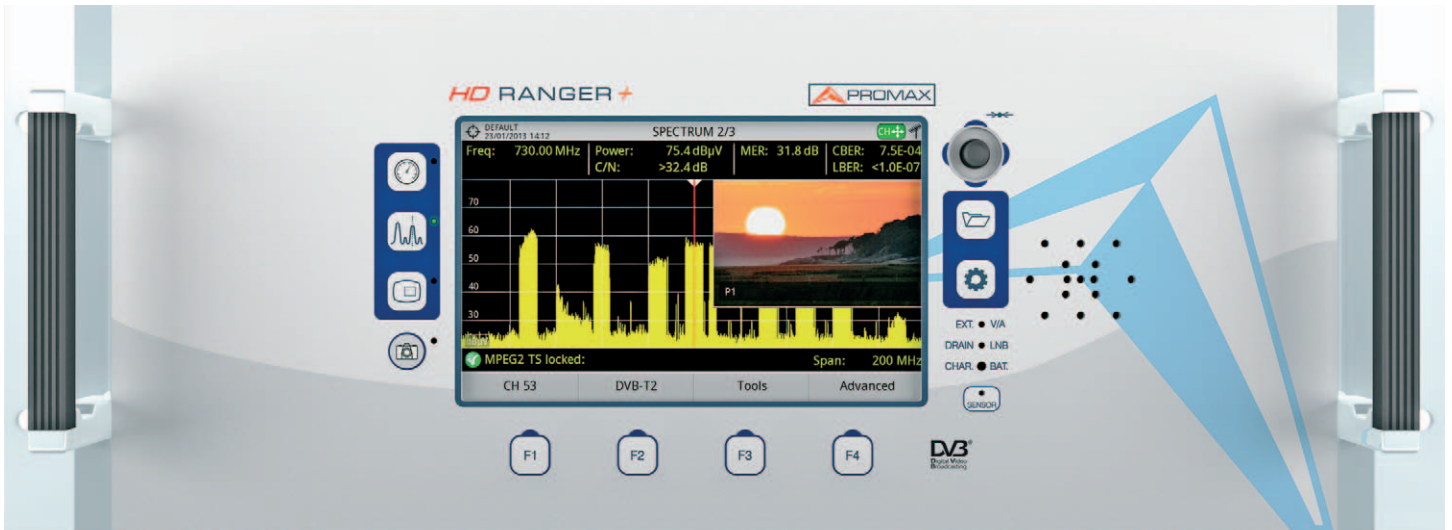 HD RANGER +
PROMAX
DEFAULT
23/01/2013 14:12
SPECTRUM 2/3
CH
Freq: 730.00 MHz Power: 75.4 dBµV MER: 31.8 dB CBER: 7.5E-04
C/N: >32.4 dB LBER: <1.0E-07
70
60
50
40
30
P1
MPEG2 TS locked: Span: 200 MHz
CH 53 DVB-T2 Tools Advanced
EXT. V/A
DRAIN LNB
CHAR. BAT.
SENSOR
F1 F2 F3 F4
DVB®
Digital Video
Broadcasting